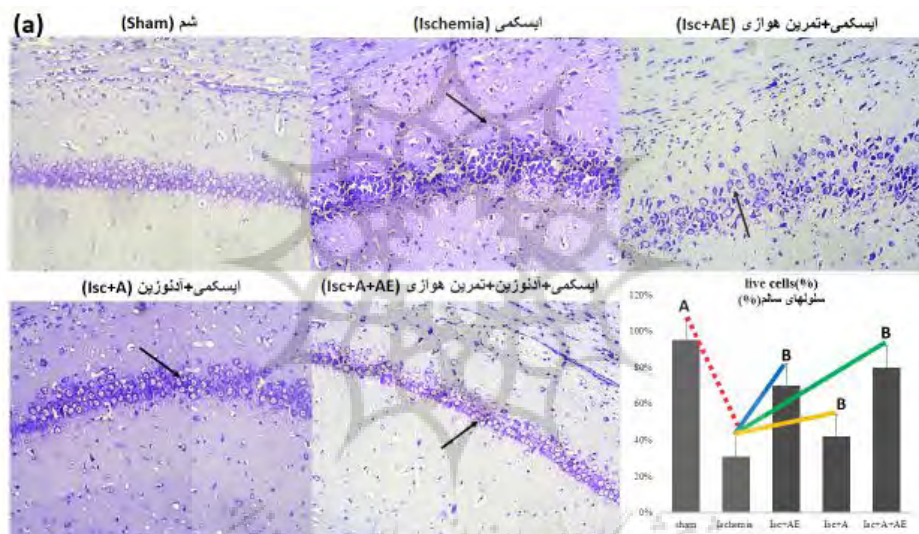 (a)
شم (Sham)
ایسکمی (Ischemia)
ایسکمی+تمرین هوازی (Isc+AE)
ایسکمی+آدنوزین (Isc+A)
ایسکمی+آدنوزین+تمرین هوازی (Isc+A+AE)
live cells(%)
سلولهای سالم(%)
120%
100%
80%
60%
40%
20%
0%
A
B
B
B
sham
Ischemia
Isc+AE
Isc+A
Isc+A+AE